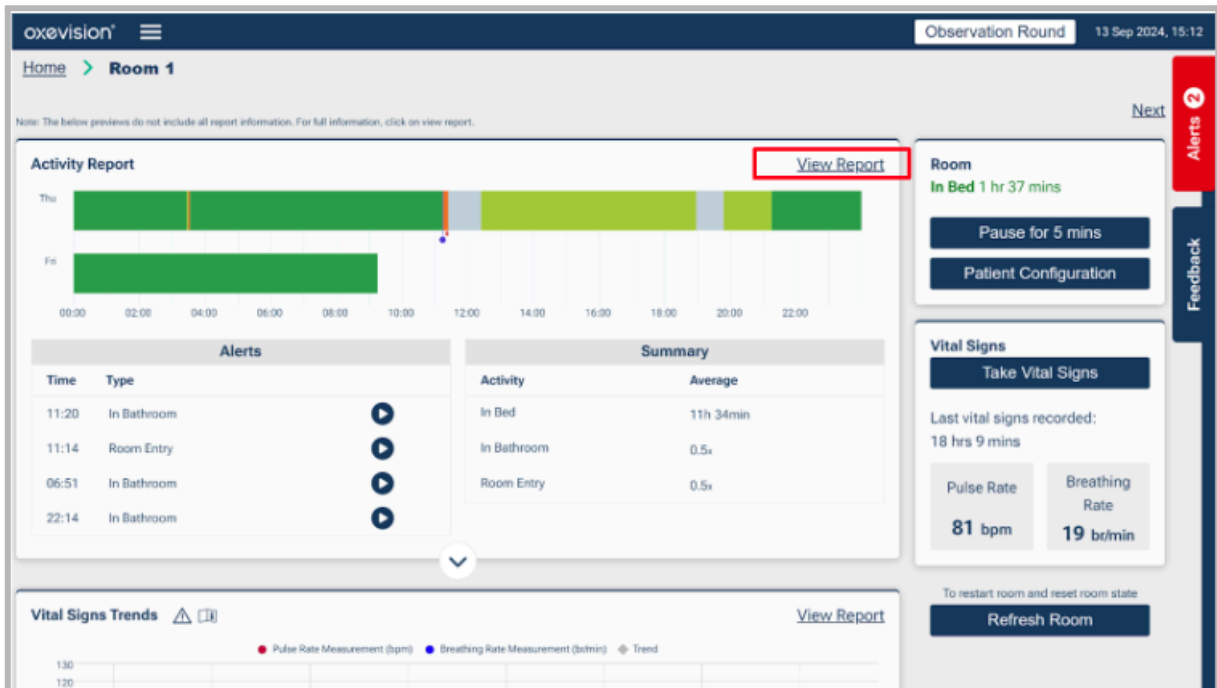 oxevision°
Observation Round
13 Sep 2024, 15:12
Home > Room 1
Next
Note: The below previews do not include all report information. For full information, click on view report.
Alerts 2
Feedback
Activity Report
View Report
Thu
Fri
00:00 02:00 04:00 06:00 08:00 10:00 12:00 14:00 16:00 18:00 20:00 22:00
Alerts
Time Type
11:20 In Bathroom
11:14 Room Entry
06:51 In Bathroom
22:14 In Bathroom
Summary
Activity Average
In Bed 11h 34min
In Bathroom 0.5x
Room Entry 0.5x
Room
In Bed 1 hr 37 mins
Pause for 5 mins
Patient Configuration
Vital Signs
Take Vital Signs
Last vital signs recorded:
18 hrs 9 mins
Pulse Rate
81 bpm
Breathing
Rate
19 br/min
To restart room and reset room state
Refresh Room
Vital Signs Trends
View Report
Pulse Rate Measurement (bpm) Breathing Rate Measurement (br/min) Trend
130
120